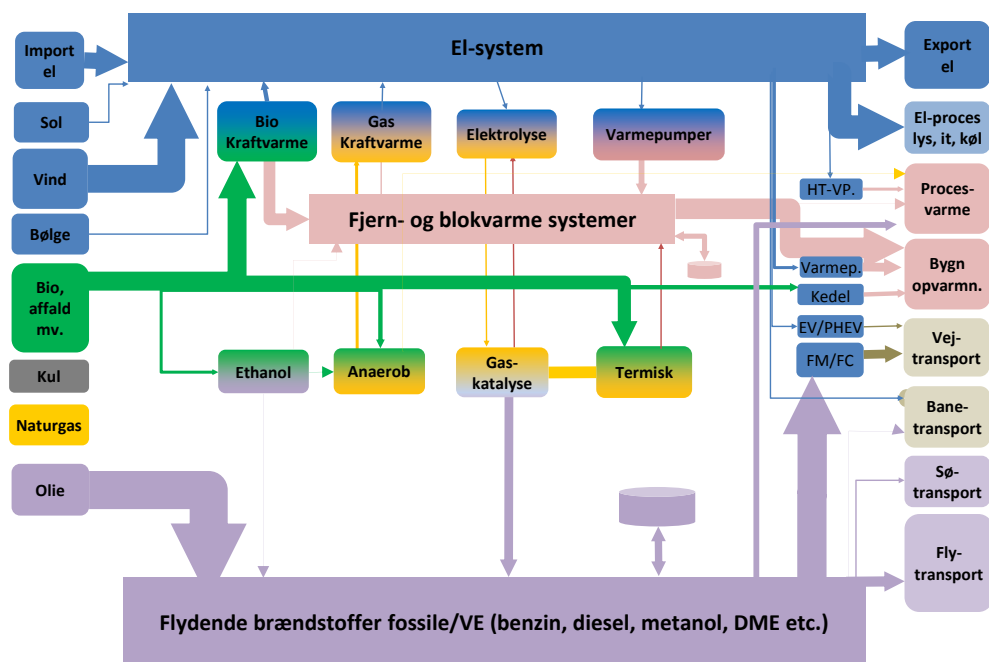 El-system
Import
el
Export
el
Sol
Bio
Kraftvarme
Gas
Kraftvarme
Elektrolyse
Varmepumper
El-proces
lys, it, køl
Vind
HT-VP.
Proces-
varme
Bølge
Fjern- og blokvarme systemer
Bio,
affald
mv.
Varmep.
Kedel
Bygn
opvarmn.
EV/PHEV
FM/FC
Vej-
transport
Kul
Ethanol
Anaerob
Gas-
katalyse
Termisk
Naturgas
Bane-
transport
Olie
Sø-
transport
Fly-
transport
Flydende brændstoffer fossile/VE (benzin, diesel, metanol, DME etc.)